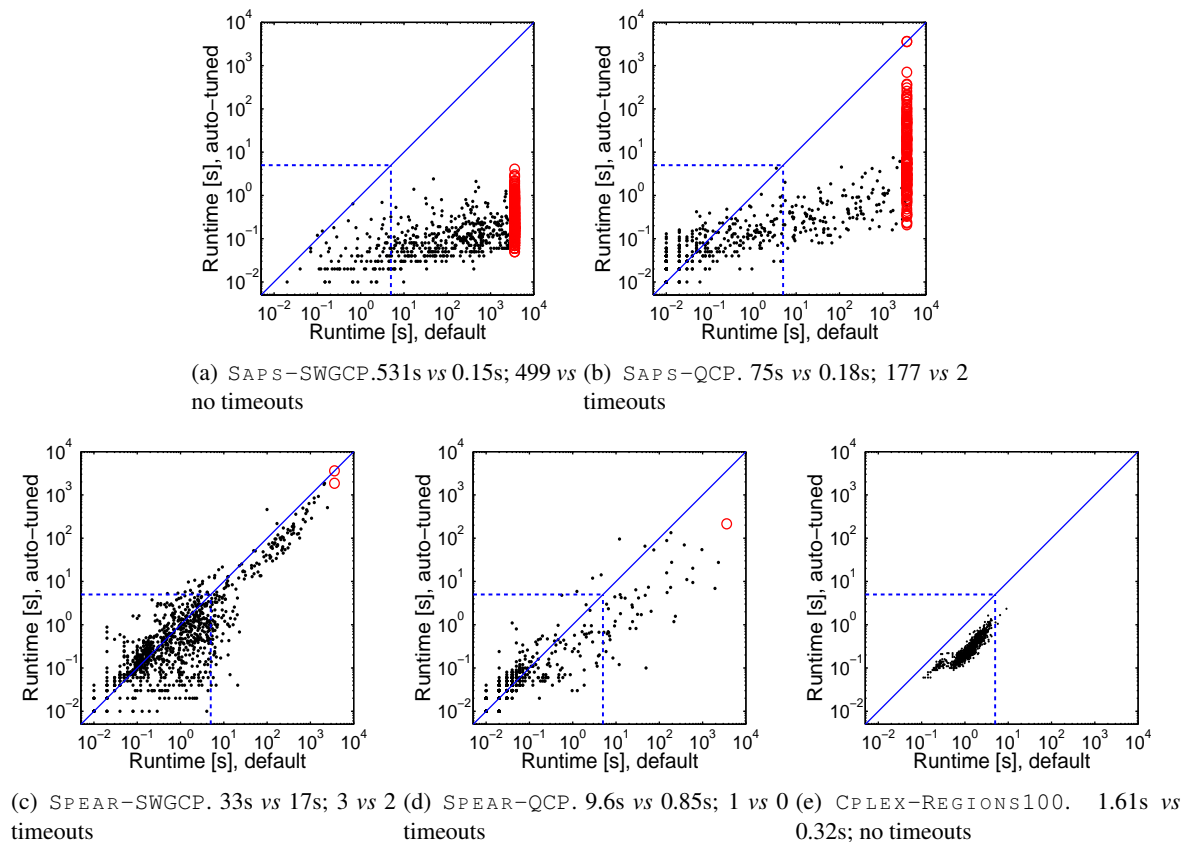 10^4
10^3
10^2
10^1
10^0
10^−1
10^−2
Runtime [s], auto−tuned
10^−2 10^−1 10^0 10^1 10^2 10^3 10^4
Runtime [s], default
10^4
10^3
10^2
10^1
10^0
10^−1
10^−2
Runtime [s], auto−tuned
10^−2 10^−1 10^0 10^1 10^2 10^3 10^4
Runtime [s], default
(a) SAPS-SWGCP.531s vs 0.15s; 499 vs
no timeouts
(b) SAPS-QCP. 75s vs 0.18s; 177 vs 2
timeouts
10^4
10^3
10^2
10^1
10^0
10^−1
10^−2
Runtime [s], auto−tuned
10^−2 10^−1 10^0 10^1 10^2 10^3 10^4
Runtime [s], default
10^4
10^3
10^2
10^1
10^0
10^−1
10^−2
Runtime [s], auto−tuned
10^−2 10^−1 10^0 10^1 10^2 10^3 10^4
Runtime [s], default
10^4
10^3
10^2
10^1
10^0
10^−1
10^−2
Runtime [s], auto−tuned
10^−2 10^−1 10^0 10^1 10^2 10^3 10^4
Runtime [s], default
(c) SPEAR-SWGCP. 33s vs 17s; 3 vs 2
timeouts
(d) SPEAR-QCP. 9.6s vs 0.85s; 1 vs 0
timeouts
(e) CPLEX-REGIONS100. 1.61s vs
0.32s; no timeouts